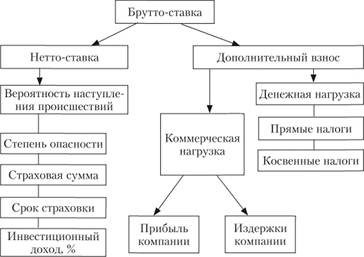 Брутто-ставка
Нетто-ставка
Дополнительный взнос
Вероятность наступле-
ния происшествий
Степень опасности
Страховая сумма
Срок страховки
Инвестиционный
доход, %
Коммерческая
нагрузка
Прибыль
компании
Издержки
компании
Денежная нагрузка
Прямые налоги
Косвенные налоги